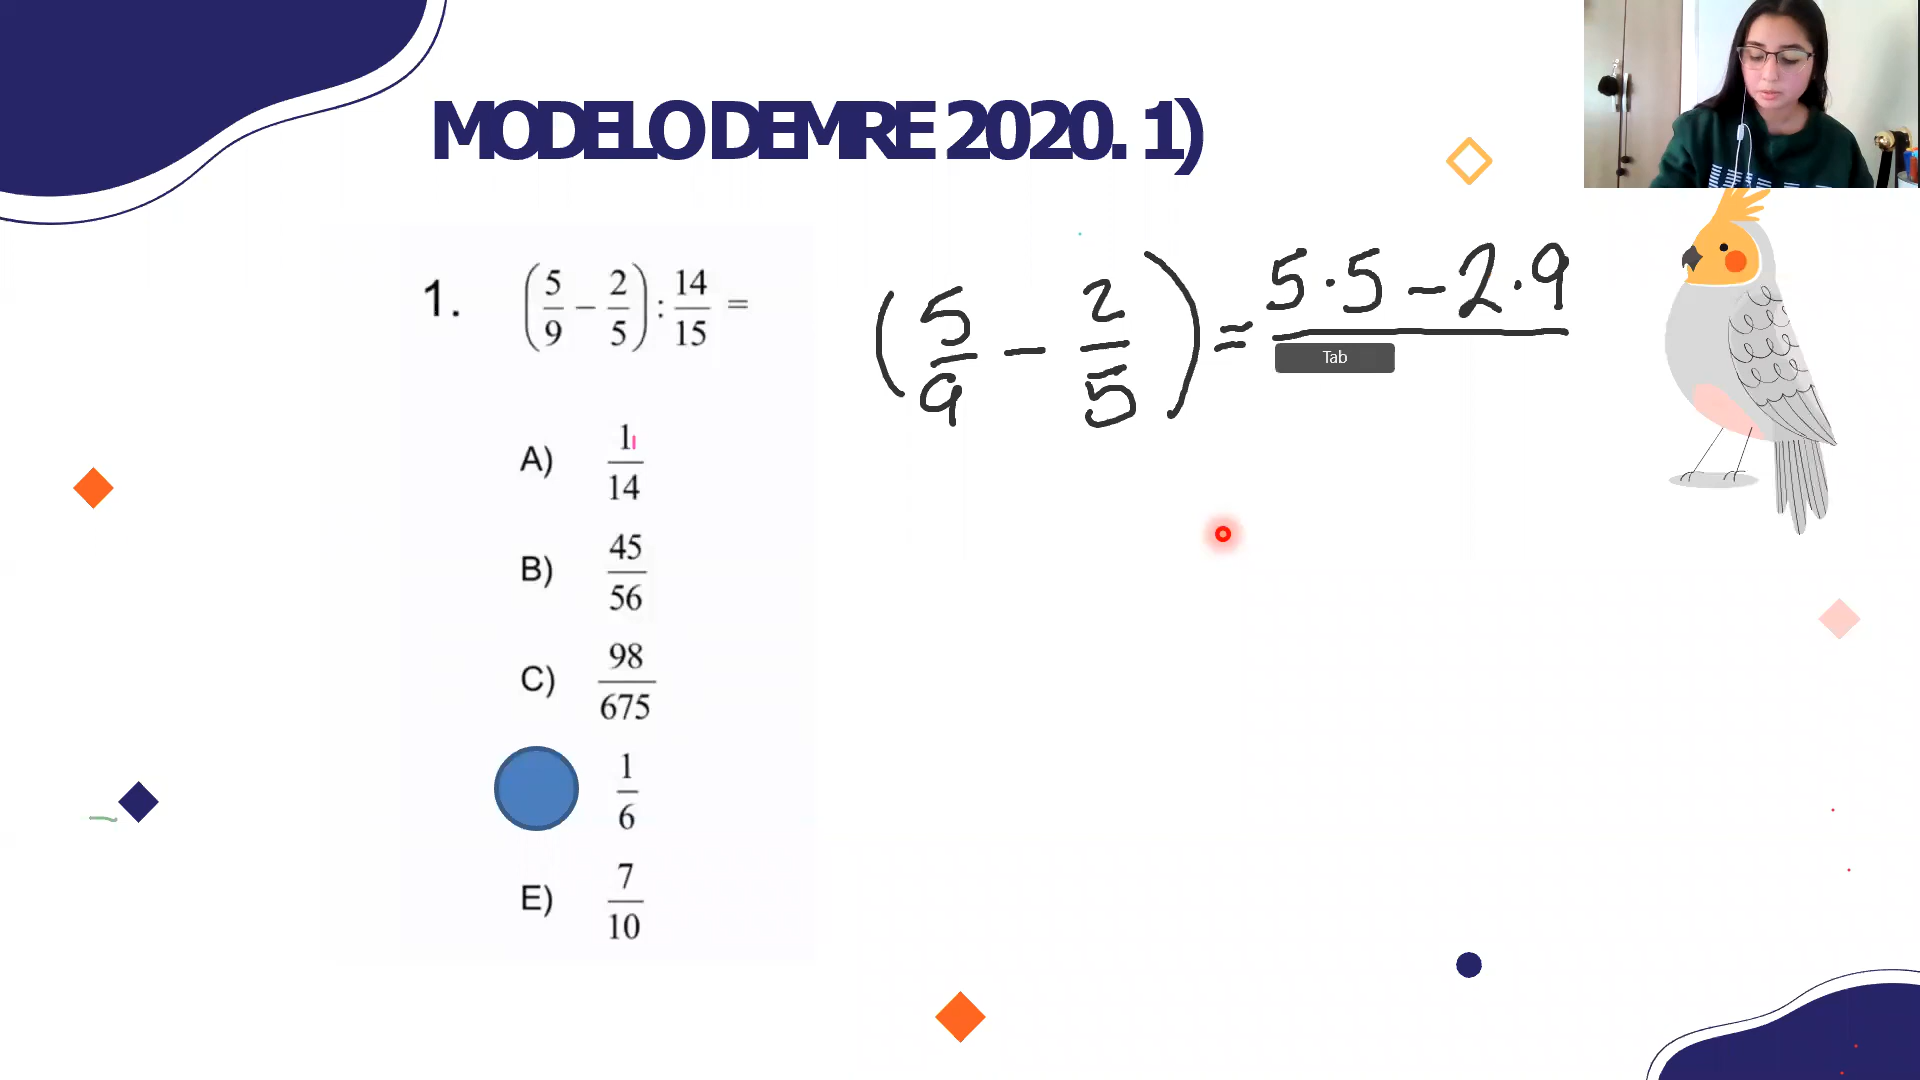 MODELO DEMRE 2020. 1)
1. (5/9 − 2/5) : 14/15 =
(5/9 − 2/5) = 5·5 − 2·9
Tab
A) 1/14
B) 45/56
C) 98/675
1/6
E) 7/10